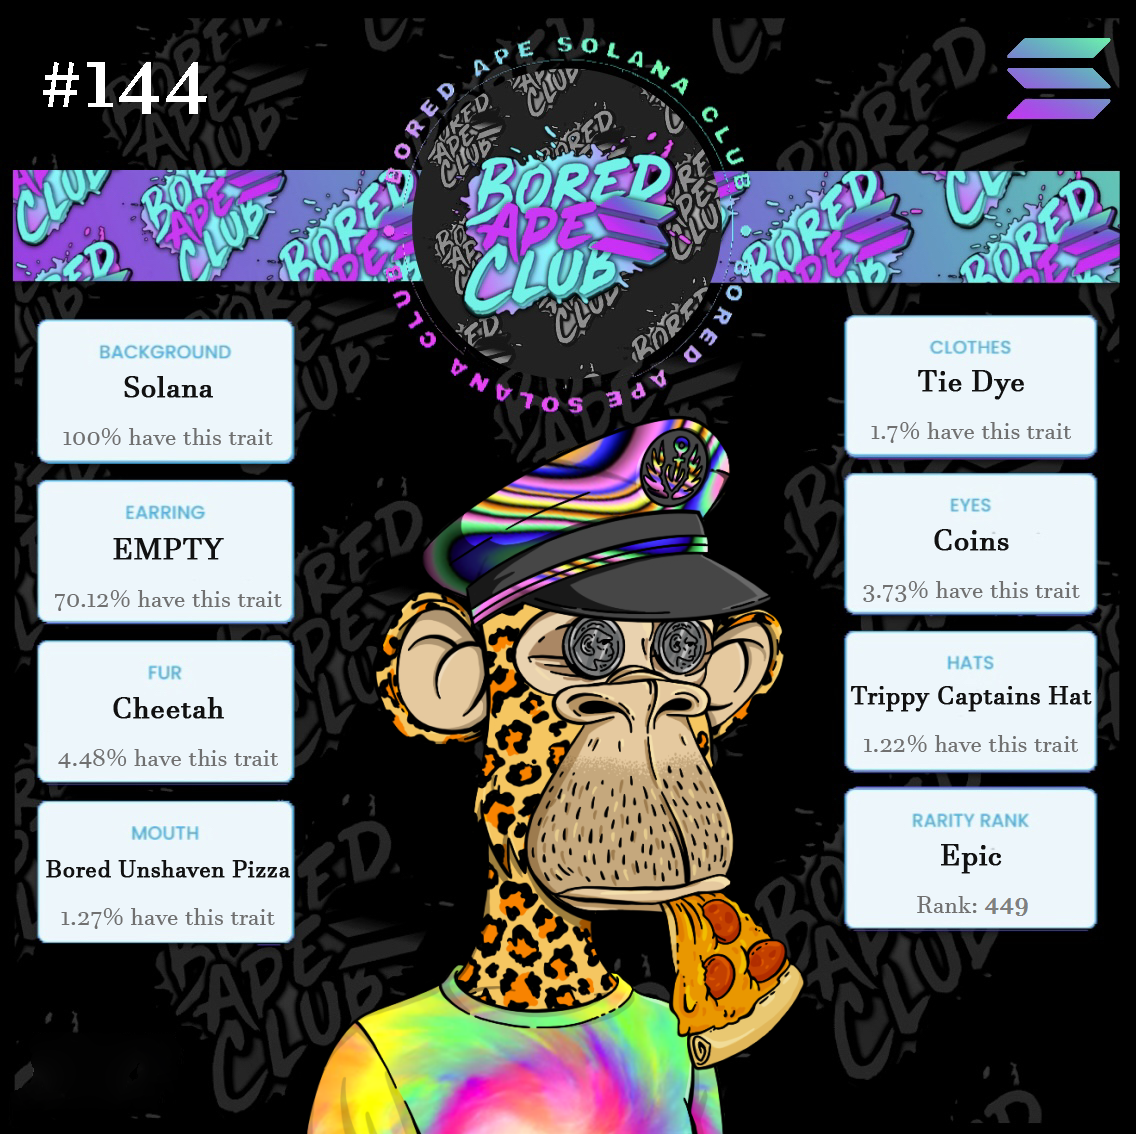 #144
BORED APE SOLANA CLUB
BORED APE SOLANA CLUB
BORED
APE
CLUB
BACKGROUND
Solana
100% have this trait
EARRING
EMPTY
70.12% have this trait
FUR
Cheetah
4.48% have this trait
MOUTH
Bored Unshaven Pizza
1.27% have this trait
CLOTHES
Tie Dye
1.7% have this trait
EYES
Coins
3.73% have this trait
HATS
Trippy Captains Hat
1.22% have this trait
RARITY RANK
Epic
Rank: 449